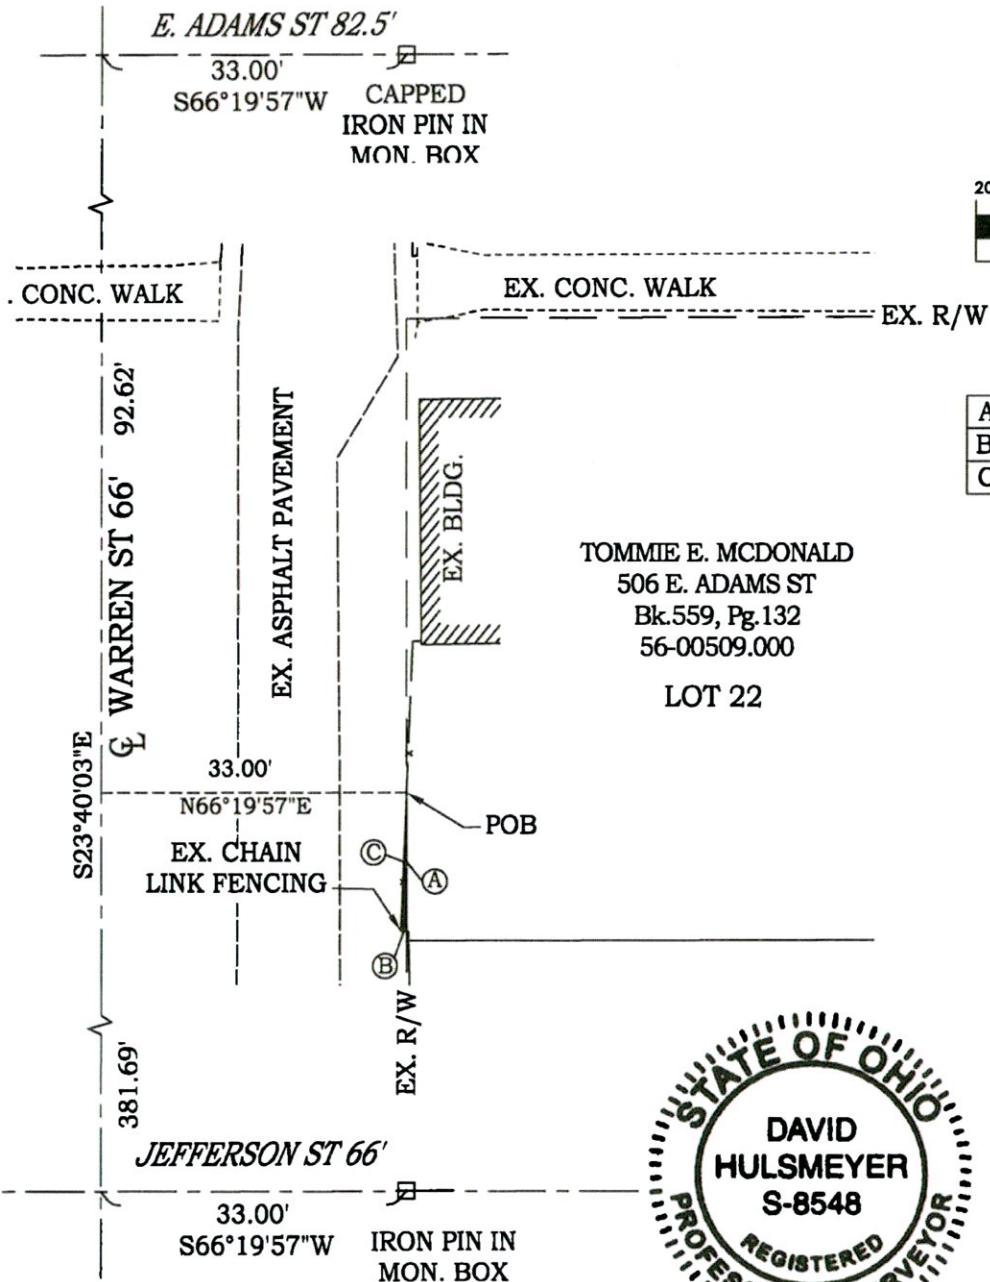 E. ADAMS ST 82.5'
33.00'
S66°19'57"W
CAPPED
IRON PIN IN
MON. BOX
20
. CONC. WALK
EX. CONC. WALK
EX. R/W
92.62'
WARREN ST 66'
℄
S23°40'03"E
EX. ASPHALT PAVEMENT
EX. BLDG.
A
B
C
TOMMIE E. MCDONALD
506 E. ADAMS ST
Bk.559, Pg.132
56-00509.000
LOT 22
33.00'
N66°19'57"E
POB
EX. CHAIN
LINK FENCING
C
A
B
EX. R/W
381.69'
JEFFERSON ST 66'
33.00'
S66°19'57"W
IRON PIN IN
MON. BOX
STATE OF OHIO
DAVID
HULSMEYER
S-8548
REGISTERED